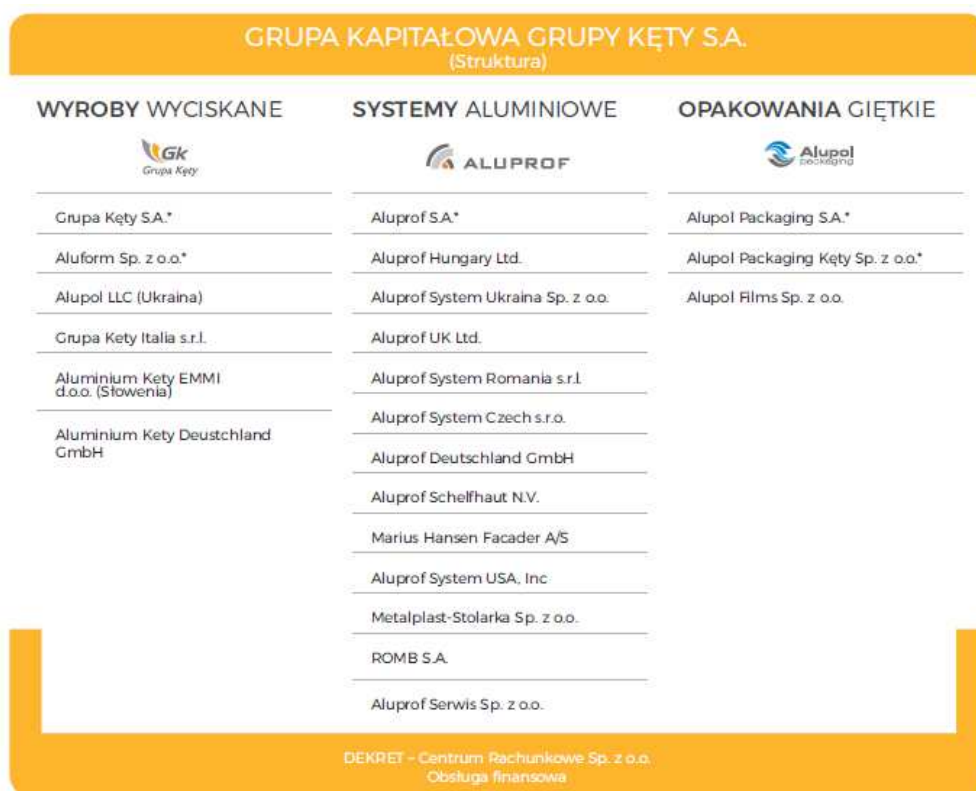 GRUPA KAPITAŁOWA GRUPY KĘTY S.A.
(Struktura)
WYROBY WYCISKANE
Gk
Grupa Kęty
Grupa Kęty S.A.*
Aluform Sp. z o.o.*
Alupol LLC (Ukraina)
Grupa Kety Italia s.r.l.
Aluminium Kety EMMI
d.o.o. (Słowenia)
Aluminium Kety Deustchland
GmbH
SYSTEMY ALUMINIOWE
ALUPROF
Aluprof S.A.*
Aluprof Hungary Ltd.
Aluprof System Ukraina Sp. z o.o.
Aluprof UK Ltd.
Aluprof System Romania s.r.l.
Aluprof System Czech s.r.o.
Aluprof Deutschland GmbH
Aluprof Schelfhaut N.V.
Marius Hansen Facader A/S
Aluprof System USA, Inc
Metalplast-Stolarka Sp. z o.o.
ROMB S.A.
Aluprof Serwis Sp. z o.o.
OPAKOWANIA GIĘTKIE
Alupol
packaging
Alupol Packaging S.A.*
Alupol Packaging Kęty Sp. z o.o.*
Alupol Films Sp. z o.o.
DEKRET – Centrum Rachunkowe Sp. z o.o.
Obsługa finansowa